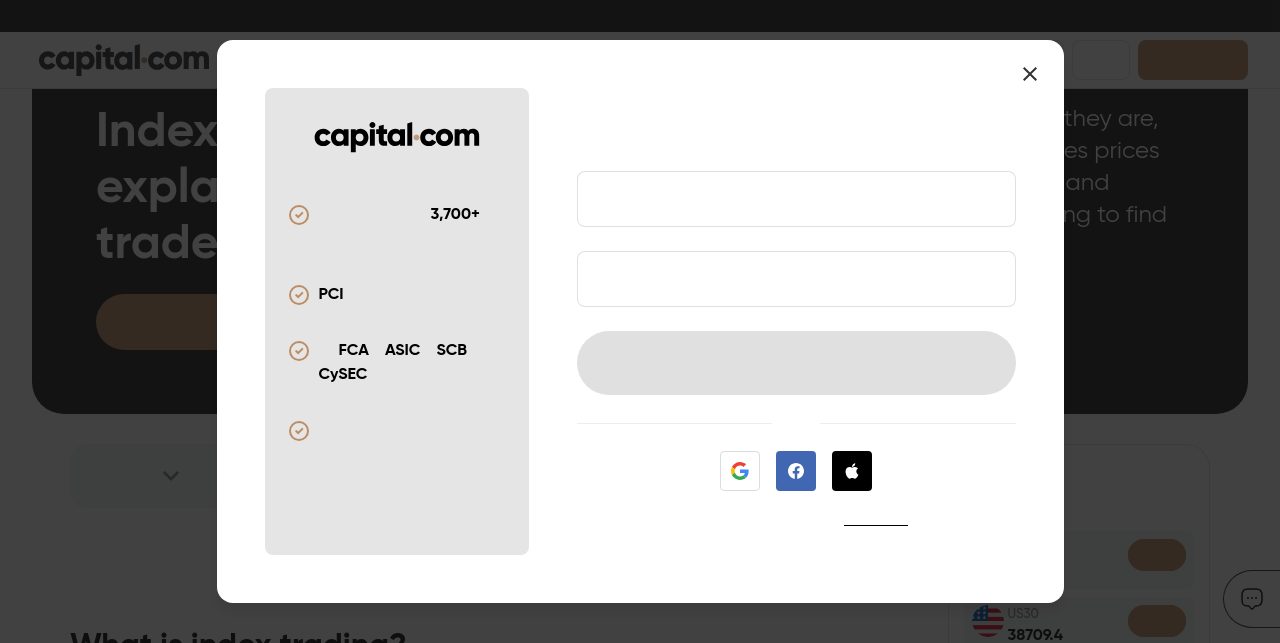 capital.com
Index
expla
trade
they are,
es prices
and
ng to find
capital.com
3,700+
PCI
FCA ASIC SCB
CySEC
US30
38709.4
What is index trading?